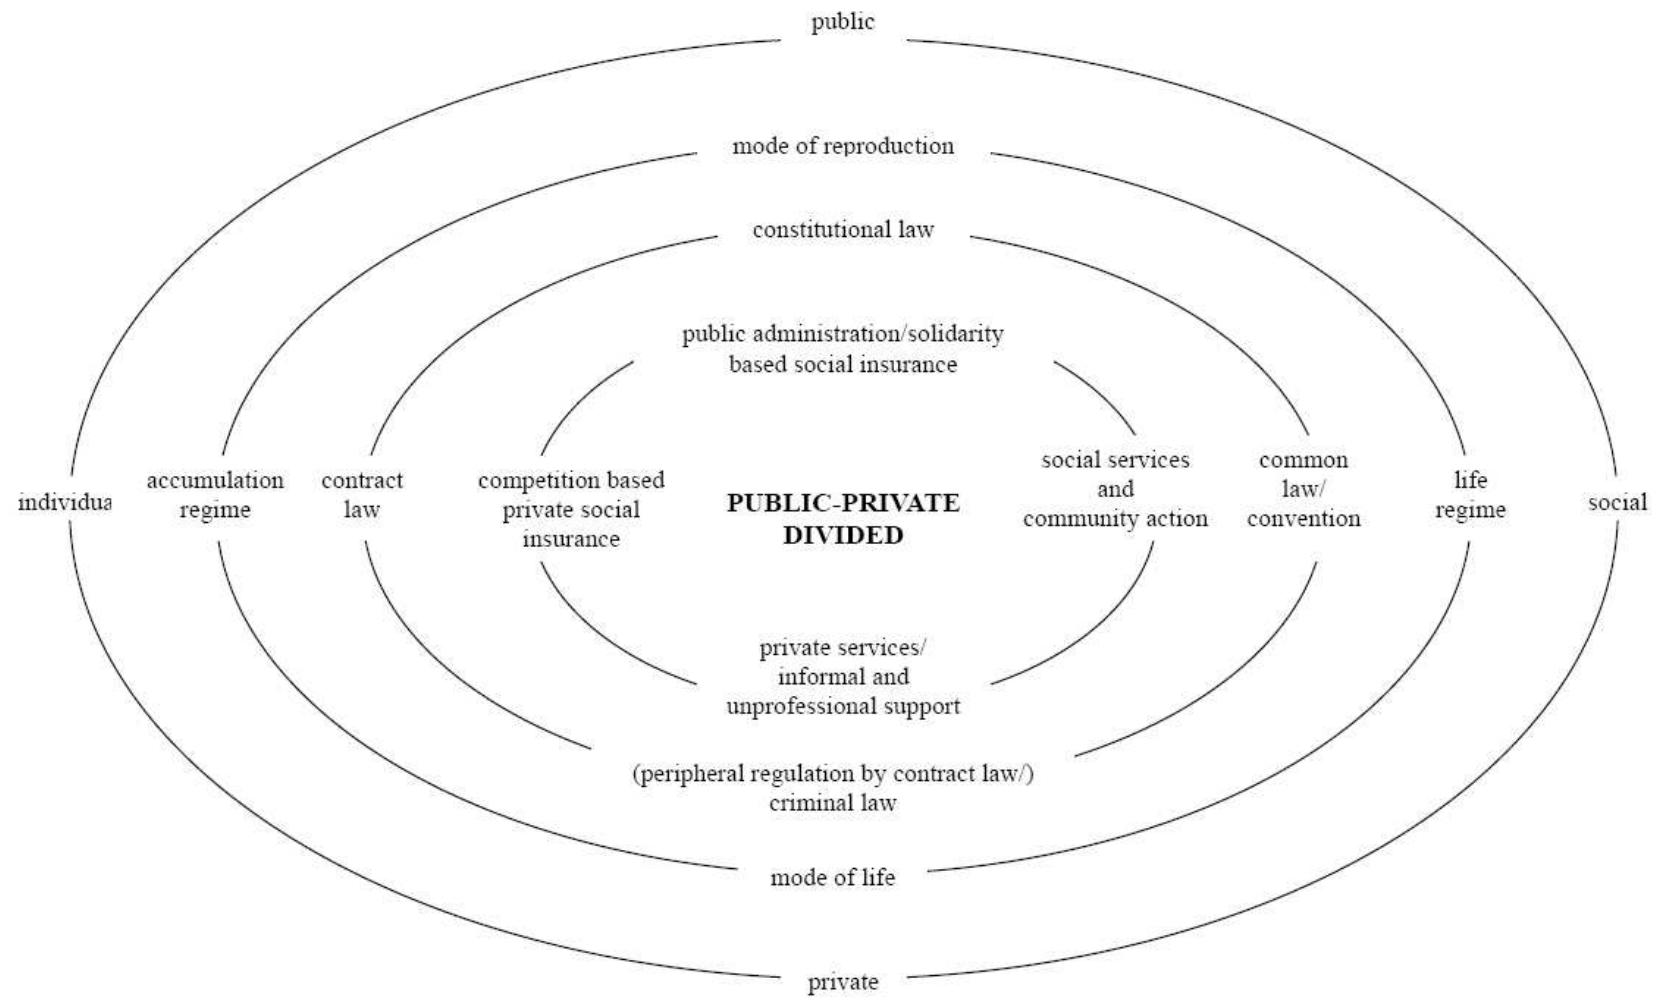 public
mode of reproduction
constitutional law
public administration/solidarity
based social insurance
individua
accumulation
regime
contract
law
competition based
private social
insurance
PUBLIC-PRIVATE
DIVIDED
social services
and
community action
common
law/
convention
life
regime
social
private services/
informal and
unprofessional support
(peripheral regulation by contract law/)
criminal law
mode of life
private